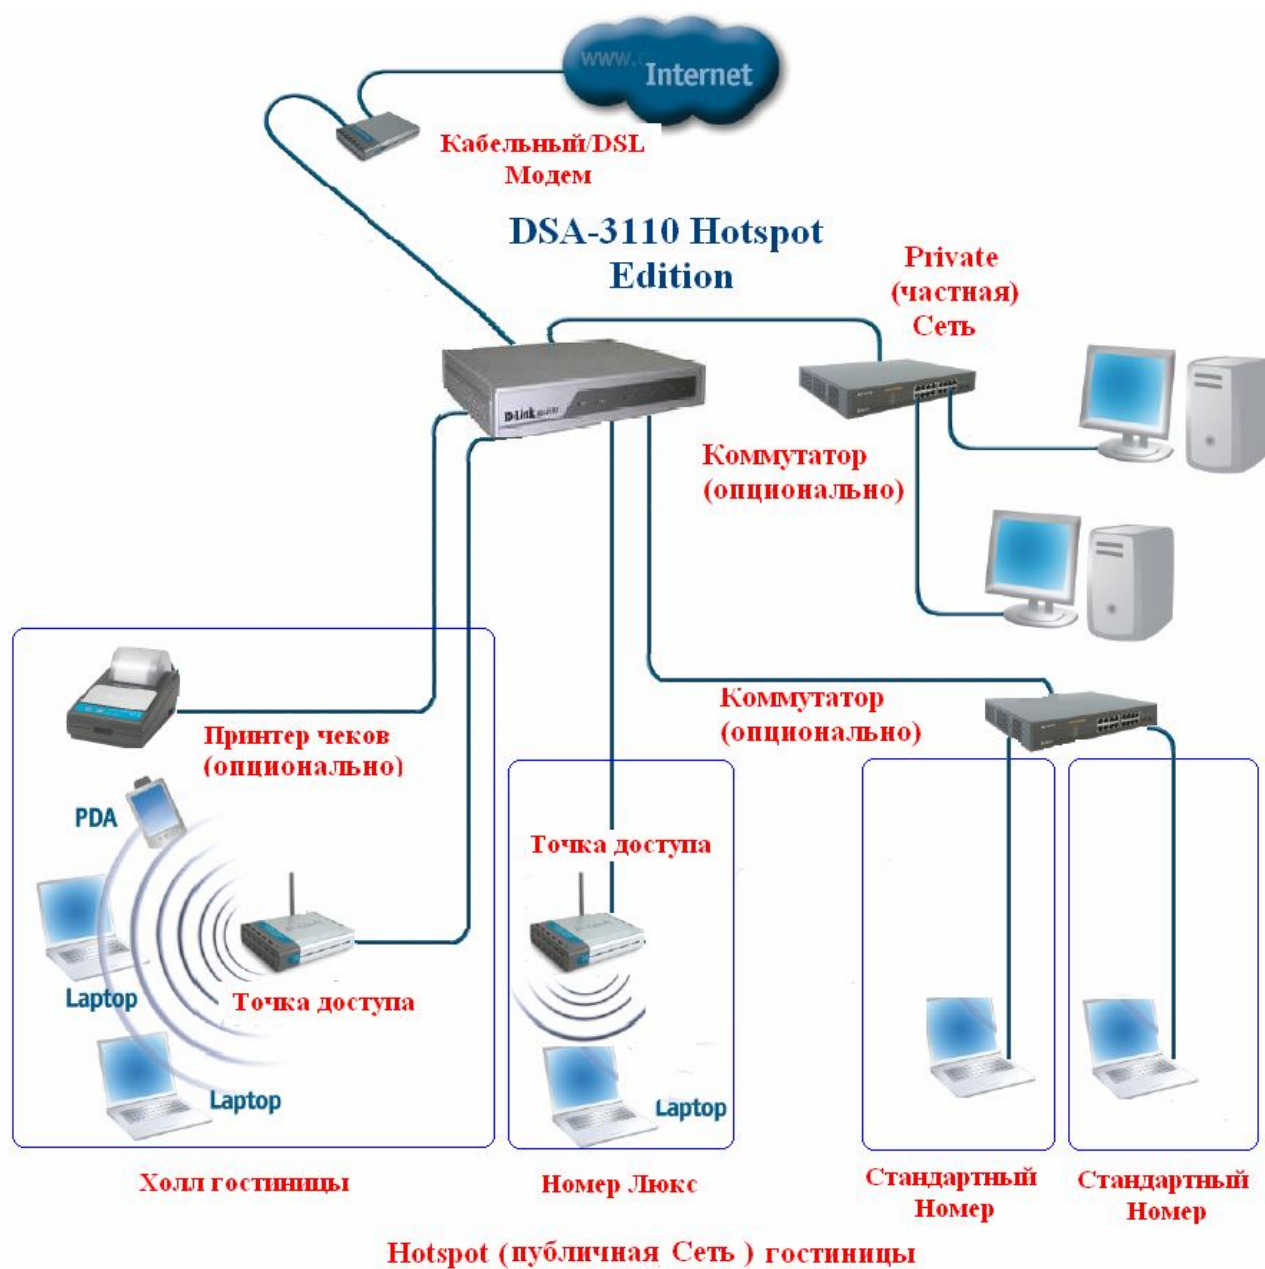 www.d
Internet
Кабельный/DSL
Модем
DSA-3110 Hotspot
Edition
Private
(частная)
Сеть
D-Link
Коммутатор
(опционально)
Принтер чеков
(опционально)
Коммутатор
(опционально)
PDA
Точка доступа
Laptop
Точка доступа
Laptop
Laptop
Холл гостиницы
Номер Люкс
Стандартный
Номер
Стандартный
Номер
Hotspot (публичная Сеть ) гостиницы